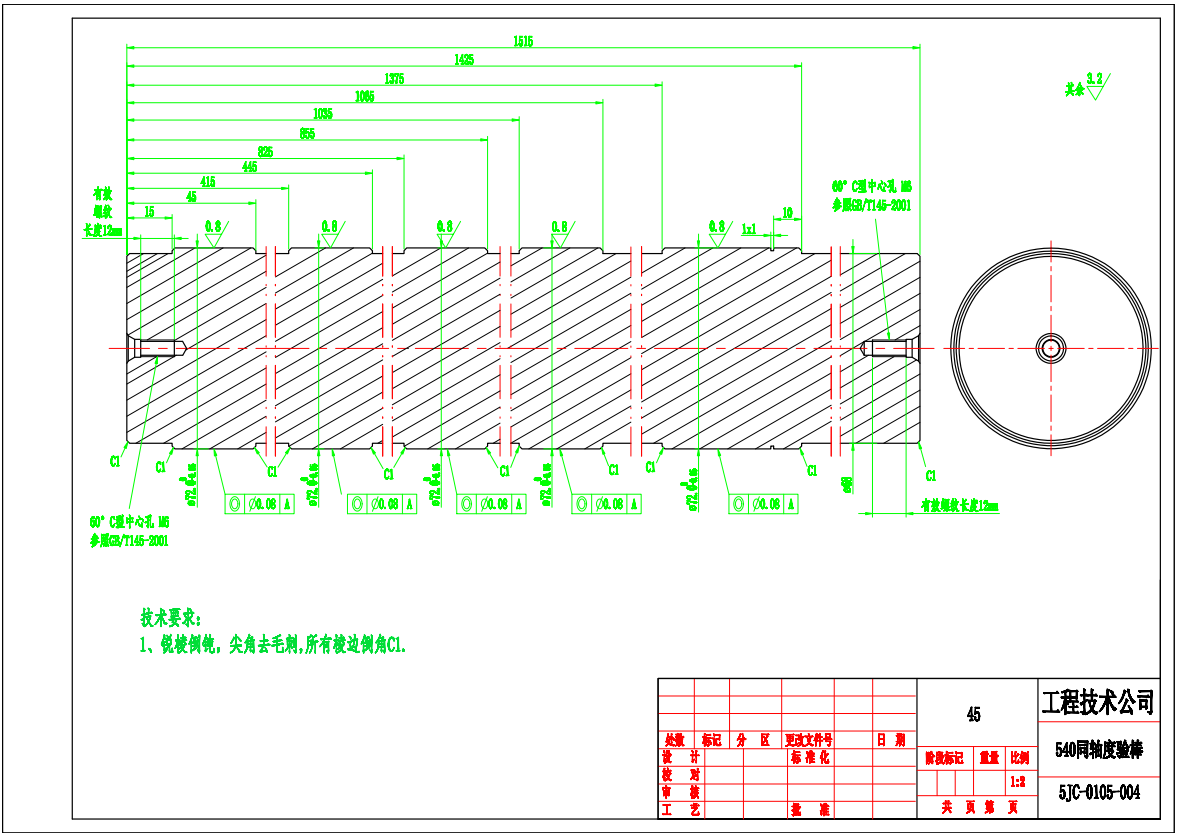 1515
1425
1375
1065
1035
855
825
445
415
45
15
有效
螺纹
长度12mm
其余 3.2
60° C型中心孔 M6
参照GB/T145-2001
0.8
0.8
0.8
0.8
0.8
1x1
10
C1
C1
C1
C1
C1
C1
C1
C1
C1
ø72
ø72
ø72
ø72
ø72
ø68
◎ ∅0.08 A
◎ ∅0.08 A
◎ ∅0.08 A
◎ ∅0.08 A
◎ ∅0.08 A
有效螺纹长度12mm
60° C型中心孔 M6
参照GB/T145-2001
技术要求:
1、锐棱倒钝，尖角去毛刺,所有棱边倒角C1.
处数 标记 分 区 更改文件号 日 期
设 计 标 准 化
校 对
审 核
工 艺 批 准
45
阶段标记 重量 比例
1:2
共 页 第 页
工程技术公司
540同轴度验棒
5JC-0105-004